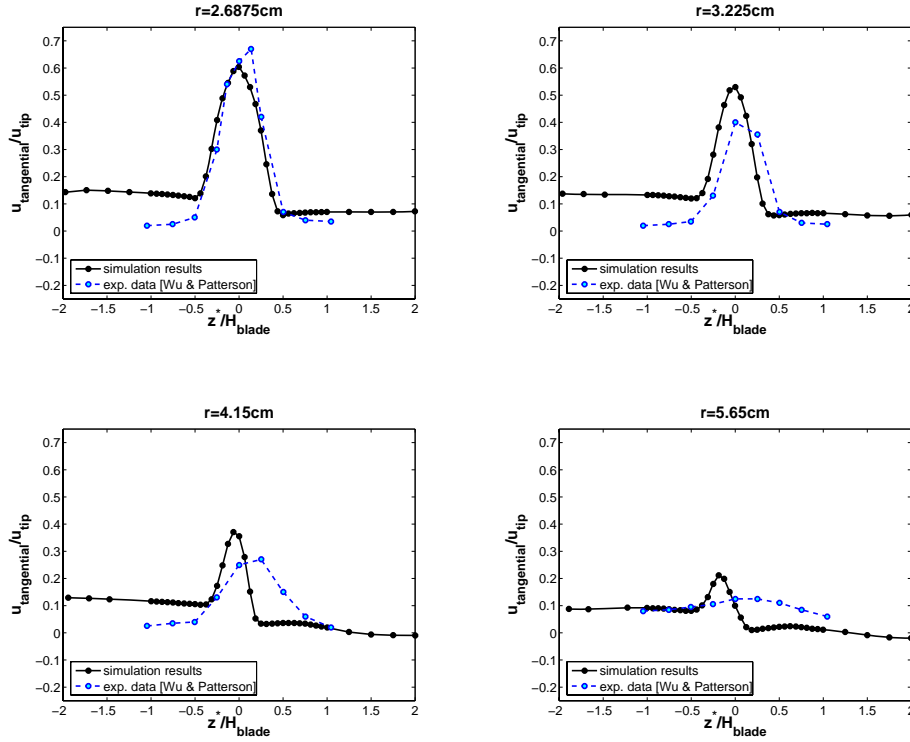 r=2.6875cm
0.7
0.6
0.5
0.4
0.3
0.2
0.1
0
−0.1
−0.2
u_tangential/u_tip
simulation results
exp. data [Wu & Patterson]
−2 −1.5 −1 −0.5 0 0.5 1 1.5 2
z*/H_blade
r=3.225cm
0.7
0.6
0.5
0.4
0.3
0.2
0.1
0
−0.1
−0.2
u_tangential/u_tip
simulation results
exp. data [Wu & Patterson]
−2 −1.5 −1 −0.5 0 0.5 1 1.5 2
z*/H_blade
r=4.15cm
0.7
0.6
0.5
0.4
0.3
0.2
0.1
0
−0.1
−0.2
u_tangential/u_tip
simulation results
exp. data [Wu & Patterson]
−2 −1.5 −1 −0.5 0 0.5 1 1.5 2
z*/H_blade
r=5.65cm
0.7
0.6
0.5
0.4
0.3
0.2
0.1
0
−0.1
−0.2
u_tangential/u_tip
simulation results
exp. data [Wu & Patterson]
−2 −1.5 −1 −0.5 0 0.5 1 1.5 2
z*/H_blade